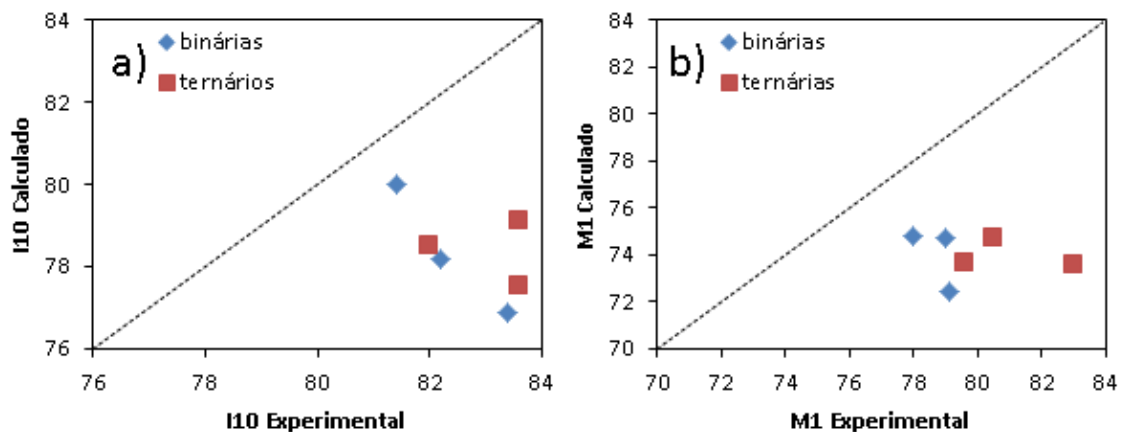 a)
binárias
ternários
I10 Calculado
84
82
80
78
76
76
78
80
82
84
I10 Experimental
b)
binárias
ternárias
M1 Calculado
84
82
80
78
76
74
72
70
70
72
74
76
78
80
82
84
M1 Experimental